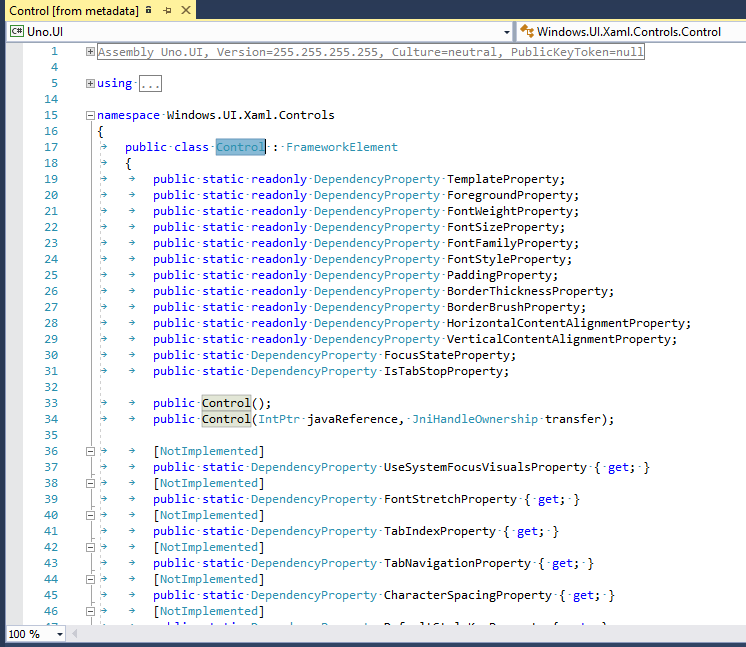 Control [from metadata]
Uno.UI
Windows.UI.Xaml.Controls.Control
1 Assembly Uno.UI, Version=255.255.255.255, Culture=neutral, PublicKeyToken=null
4
5 using ...
14
15 namespace Windows.UI.Xaml.Controls
16 {
17 public class Control : FrameworkElement
18 {
19 public static readonly DependencyProperty TemplateProperty;
20 public static readonly DependencyProperty ForegroundProperty;
21 public static readonly DependencyProperty FontWeightProperty;
22 public static readonly DependencyProperty FontSizeProperty;
23 public static readonly DependencyProperty FontFamilyProperty;
24 public static readonly DependencyProperty FontStyleProperty;
25 public static readonly DependencyProperty PaddingProperty;
26 public static readonly DependencyProperty BorderThicknessProperty;
27 public static readonly DependencyProperty BorderBrushProperty;
28 public static readonly DependencyProperty HorizontalContentAlignmentProperty;
29 public static readonly DependencyProperty VerticalContentAlignmentProperty;
30 public static DependencyProperty FocusStateProperty;
31 public static DependencyProperty IsTabStopProperty;
32
33 public Control();
34 public Control(IntPtr javaReference, JniHandleOwnership transfer);
35
36 [NotImplemented]
37 public static DependencyProperty UseSystemFocusVisualsProperty { get; }
38 [NotImplemented]
39 public static DependencyProperty FontStretchProperty { get; }
40 [NotImplemented]
41 public static DependencyProperty TabIndexProperty { get; }
42 [NotImplemented]
43 public static DependencyProperty TabNavigationProperty { get; }
44 [NotImplemented]
45 public static DependencyProperty CharacterSpacingProperty { get; }
46 [NotImplemented]
100 %